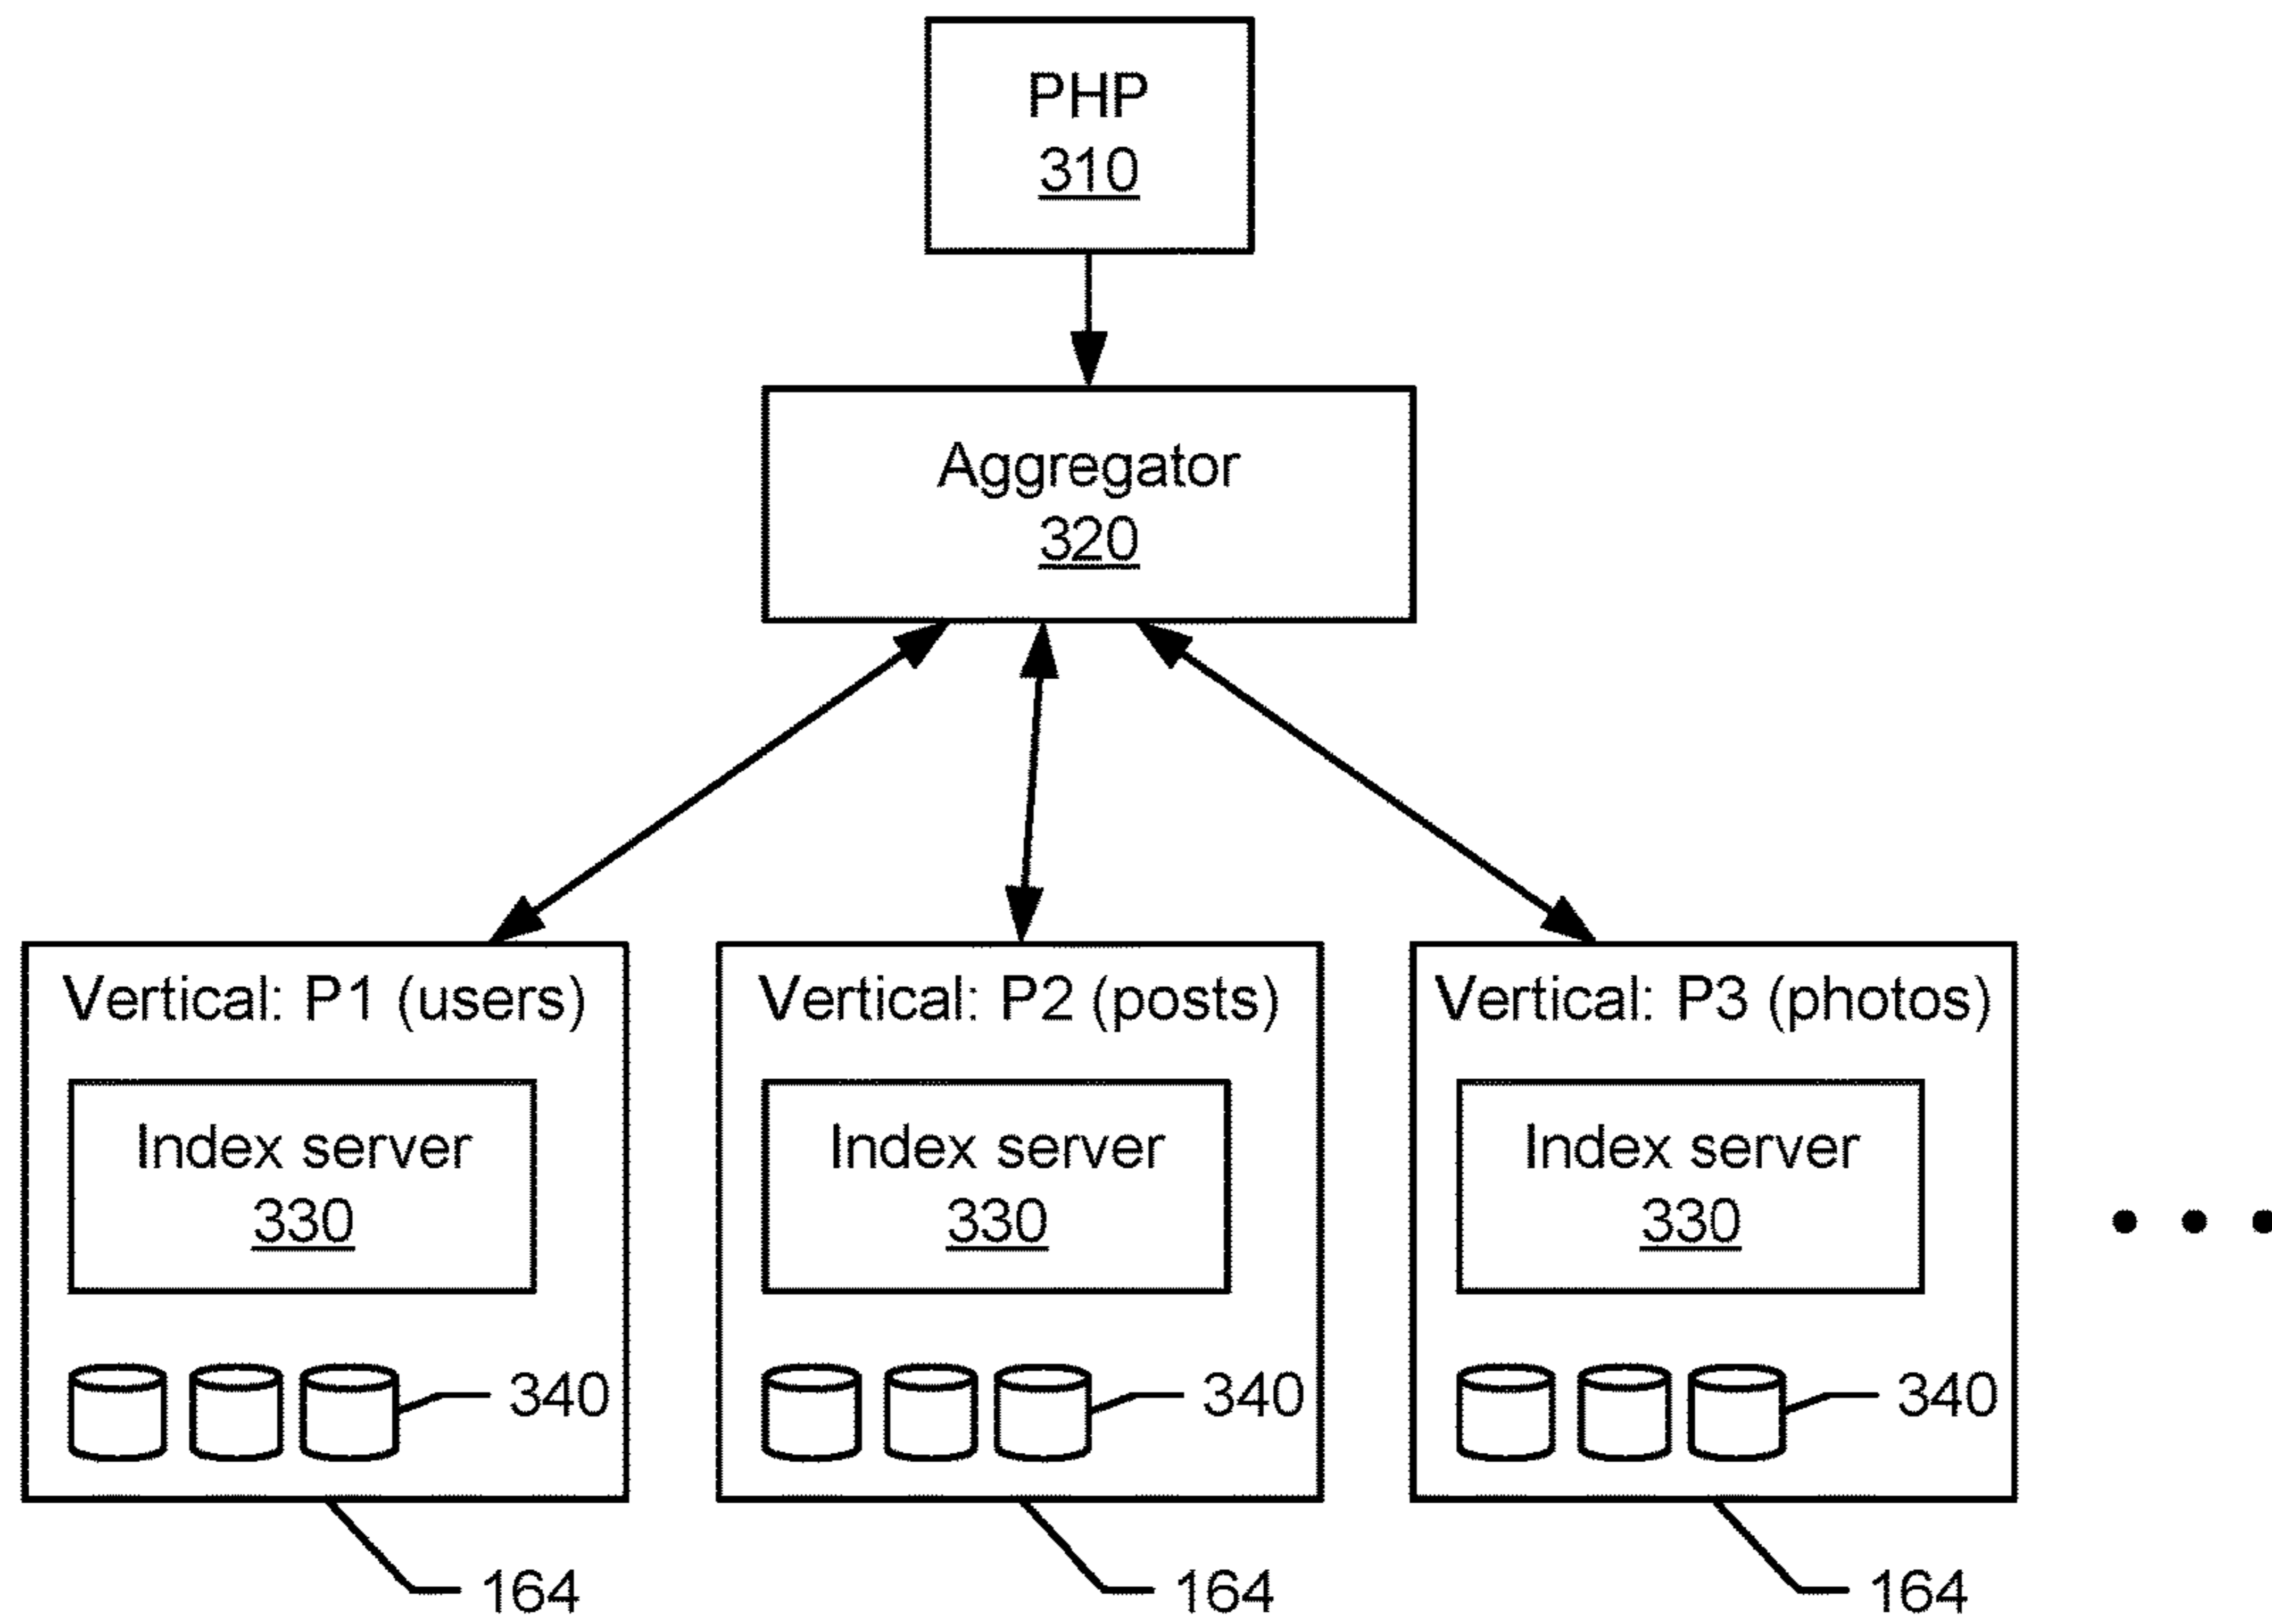 PHP
310
Aggregator
320
Vertical: P1 (users)
Index server
330
340
164
Vertical: P2 (posts)
Index server
330
340
164
Vertical: P3 (photos)
Index server
330
340
164